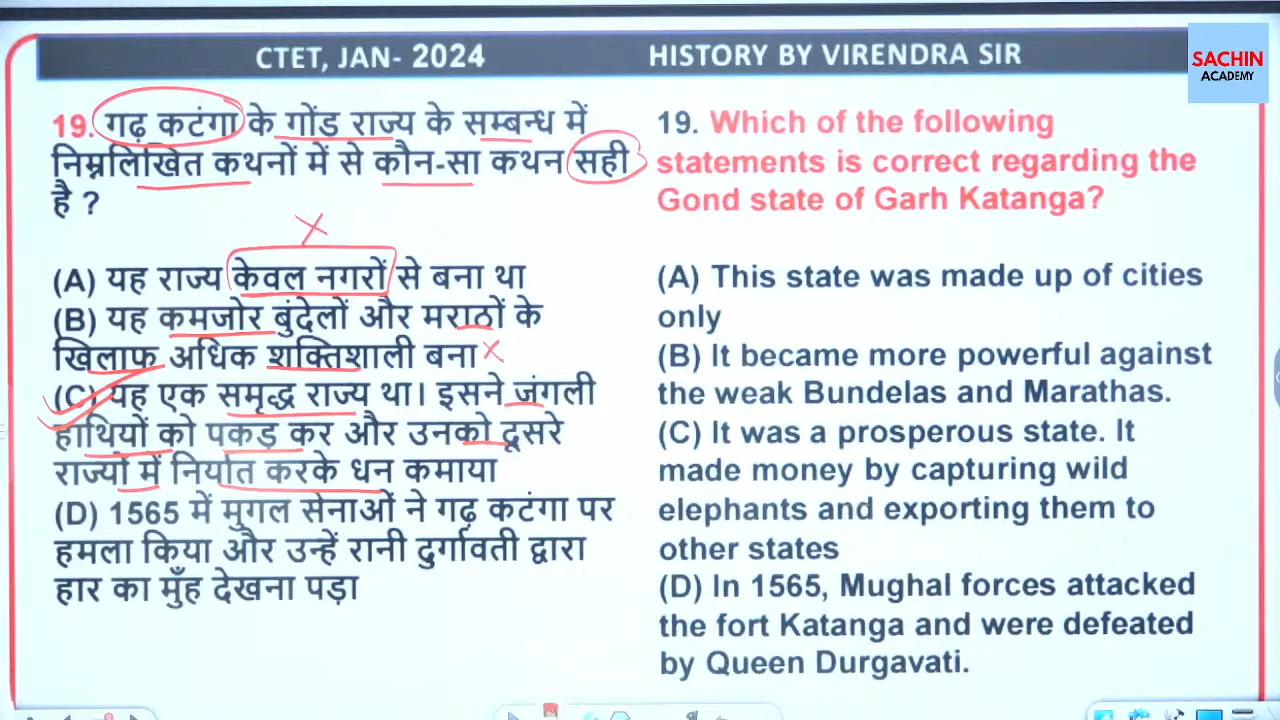 CTET, JAN- 2024
HISTORY BY VIRENDRA SIR
SACHIN
ACADEMY
19. गढ़ कटंगा के गोंड राज्य के सम्बन्ध में
निम्नलिखित कथनों में से कौन-सा कथन सही
है ?
(A) यह राज्य केवल नगरों से बना था
(B) यह कमजोर बुंदेलों और मराठों के
खिलाफ अधिक शक्तिशाली बना
(C) यह एक समृद्ध राज्य था। इसने जंगली
हाथियों को पकड़ कर और उनको दूसरे
राज्यों में निर्यात करके धन कमाया
(D) 1565 में मुगल सेनाओं ने गढ़ कटंगा पर
हमला किया और उन्हें रानी दुर्गावती द्वारा
हार का मुँह देखना पड़ा
19. Which of the following
statements is correct regarding the
Gond state of Garh Katanga?
(A) This state was made up of cities
only
(B) It became more powerful against
the weak Bundelas and Marathas.
(C) It was a prosperous state. It
made money by capturing wild
elephants and exporting them to
other states
(D) In 1565, Mughal forces attacked
the fort Katanga and were defeated
by Queen Durgavati.